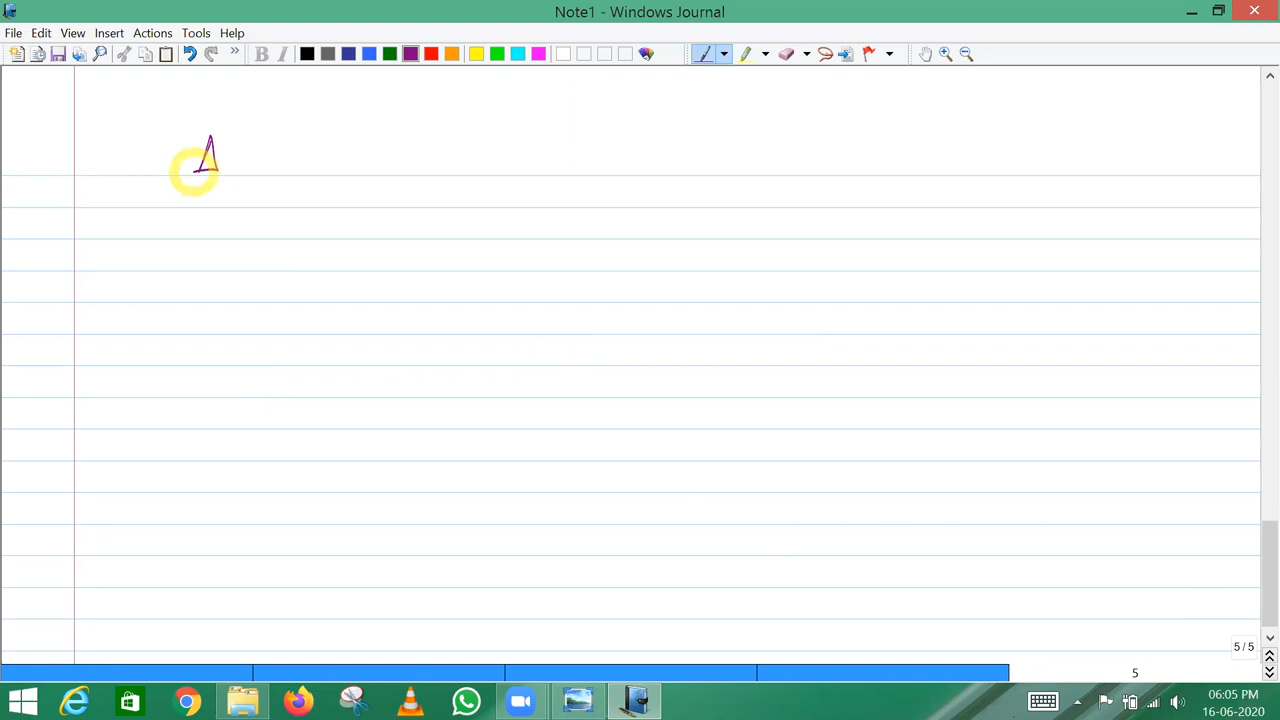 Note1 - Windows Journal
File Edit View Insert Actions Tools Help
B I
5 / 5
5
06:05 PM
16-06-2020